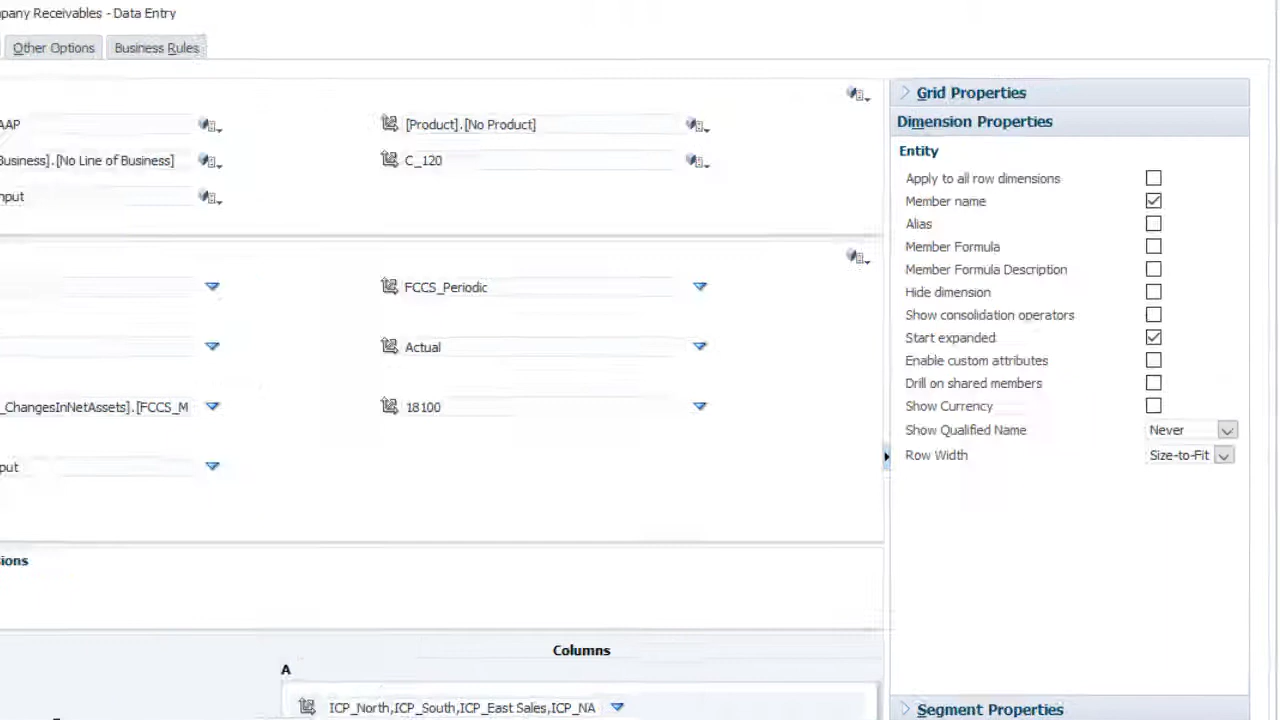 pany Receivables - Data Entry
Other Options
Business Rules
AAP
[Product].[No Product]
Business].[No Line of Business]
C_120
nput
FCCS_Periodic
Actual
_ChangesInNetAssets].[FCCS_M
18100
put
ions
Columns
A
ICP_North,ICP_South,ICP_East Sales,ICP_NA
Grid Properties
Dimension Properties
Entity
Apply to all row dimensions
Member name
Alias
Member Formula
Member Formula Description
Hide dimension
Show consolidation operators
Start expanded
Enable custom attributes
Drill on shared members
Show Currency
Show Qualified Name Never
Row Width Size-to-Fit
Segment Properties